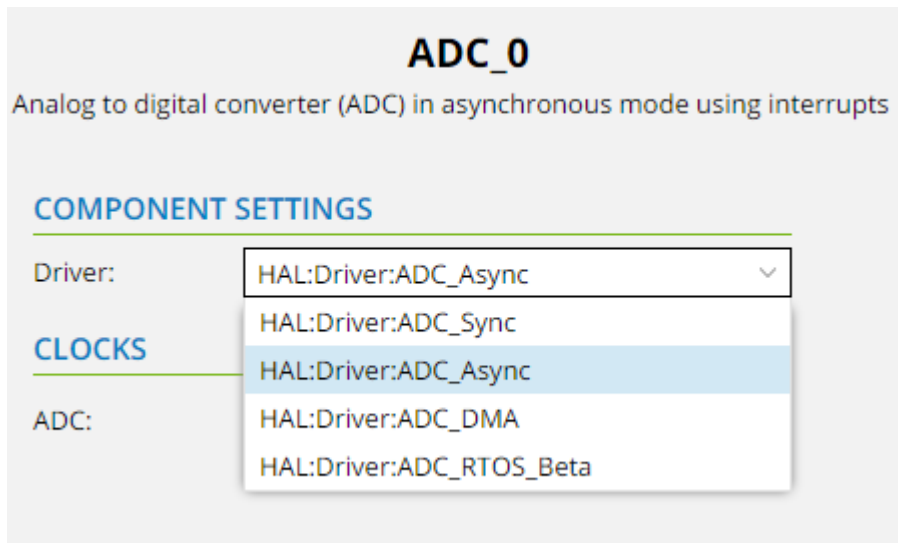 ADC_0
Analog to digital converter (ADC) in asynchronous mode using interrupts
COMPONENT SETTINGS
Driver: HAL:Driver:ADC_Async
HAL:Driver:ADC_Sync
CLOCKS
HAL:Driver:ADC_Async
ADC: HAL:Driver:ADC_DMA
HAL:Driver:ADC_RTOS_Beta